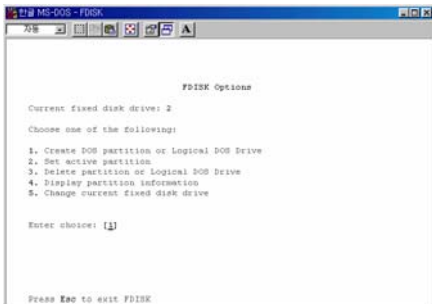 한글 MS-DOS - FDISK
자동
A
FDISK Options
Current fixed disk drive: 2
Choose one of the following:
1. Create DOS partition or Logical DOS Drive
2. Set active partition
3. Delete partition or Logical DOS Drive
4. Display partition information
5. Change current fixed disk drive
Enter choice: [1]
Press Esc to exit FDISK